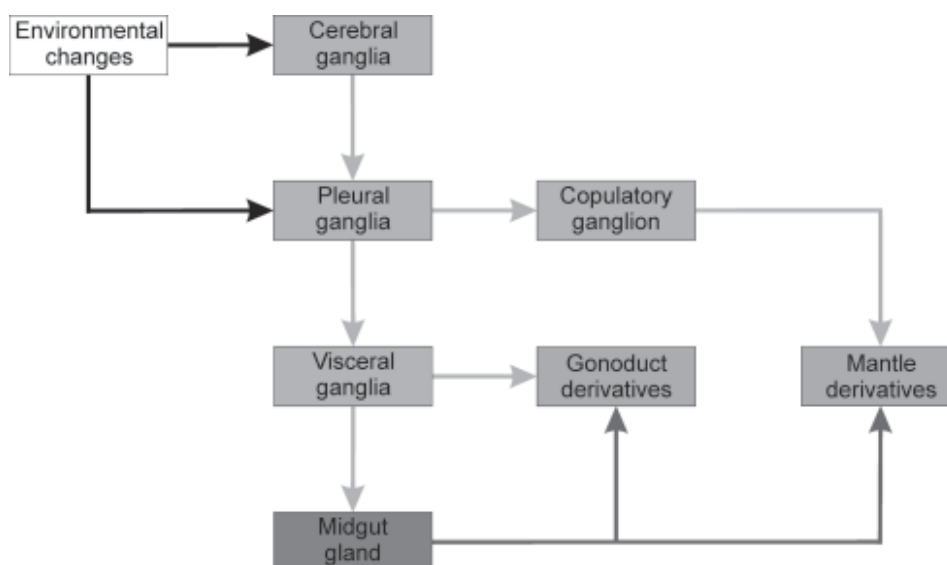 Environmental
changes
Cerebral
ganglia
Pleural
ganglia
Copulatory
ganglion
Visceral
ganglia
Gonoduct
derivatives
Mantle
derivatives
Midgut
gland